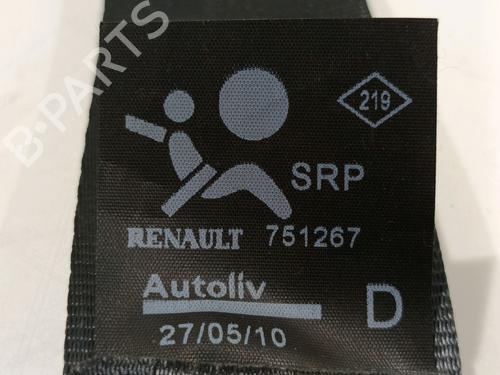 219
SRP
RENAULT 751267
Autoliv
27/05/10
D
B-PARTS